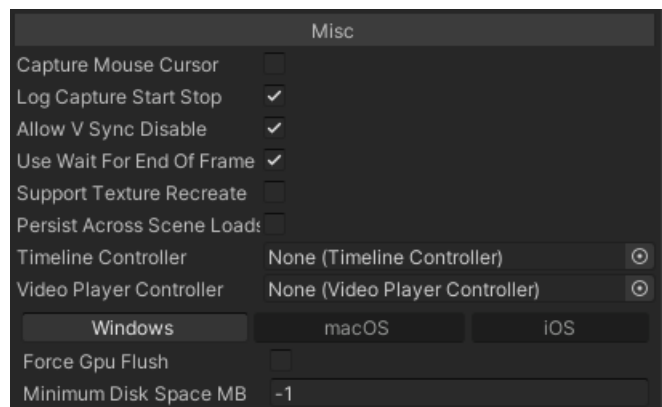 Misc
Capture Mouse Cursor
Log Capture Start Stop
Allow V Sync Disable
Use Wait For End Of Frame
Support Texture Recreate
Persist Across Scene Loads
Timeline Controller None (Timeline Controller)
Video Player Controller None (Video Player Controller)
Windows macOS iOS
Force Gpu Flush
Minimum Disk Space MB -1